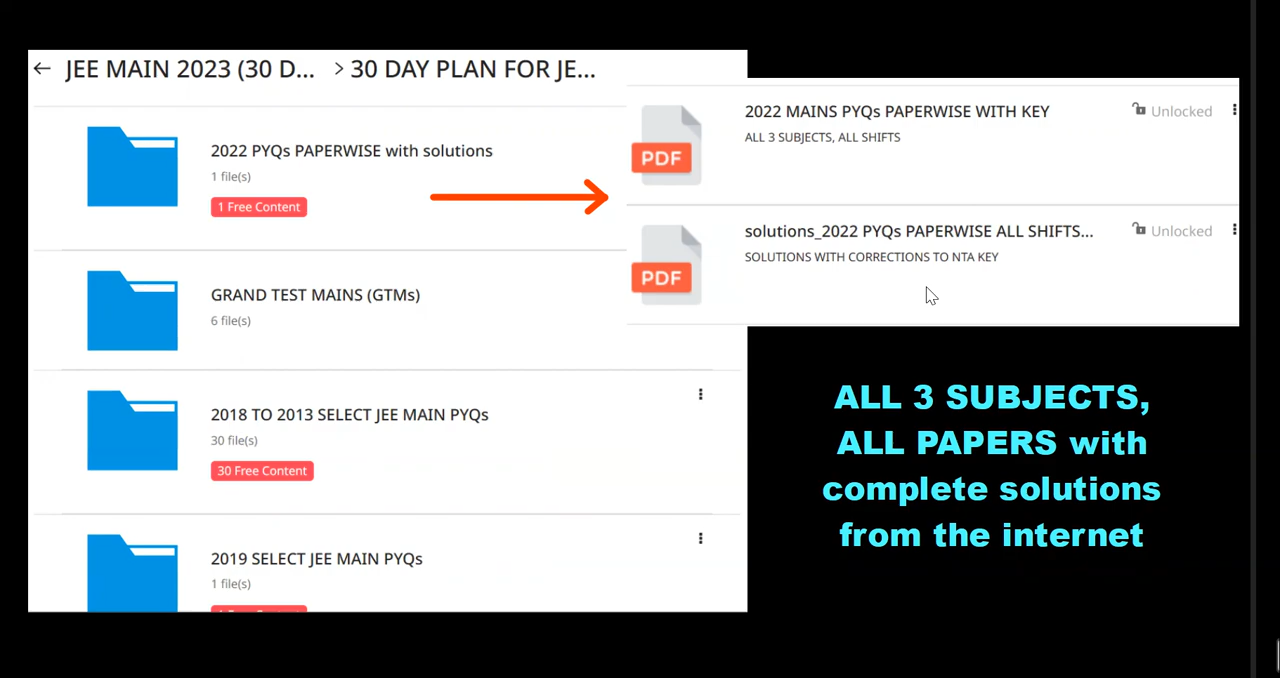 JEE MAIN 2023 (30 D... > 30 DAY PLAN FOR JE...
2022 PYQs PAPERWISE with solutions
1 file(s)
1 Free Content
GRAND TEST MAINS (GTMs)
6 file(s)
2018 TO 2013 SELECT JEE MAIN PYQs
30 file(s)
30 Free Content
2019 SELECT JEE MAIN PYQs
1 file(s)
2022 MAINS PYQs PAPERWISE WITH KEY
Unlocked
ALL 3 SUBJECTS, ALL SHIFTS
PDF
solutions_2022 PYQs PAPERWISE ALL SHIFTS...
Unlocked
SOLUTIONS WITH CORRECTIONS TO NTA KEY
PDF
ALL 3 SUBJECTS,
ALL PAPERS with
complete solutions
from the internet